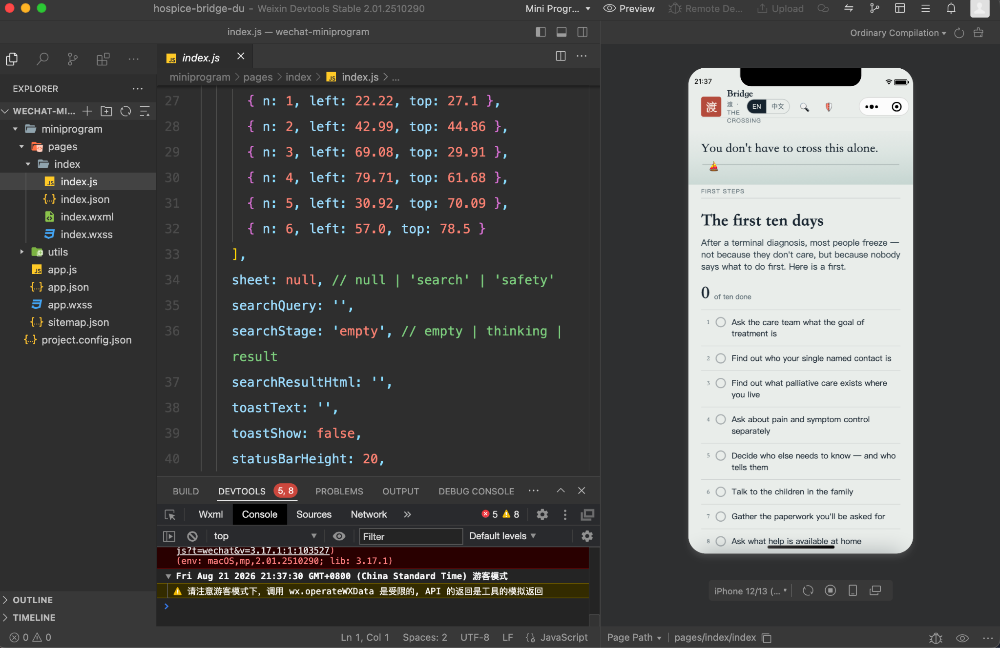 hospice-bridge-du - Weixin Devtools Stable 2.01.2510290
Mini Progr...
Preview
Remote De...
Upload
index.js — wechat-miniprogram
Ordinary Compilation
EXPLORER
WECHAT-MI...
miniprogram
pages
index
index.js
index.json
index.wxml
index.wxss
utils
app.js
app.json
app.wxss
sitemap.json
project.config.json
OUTLINE
TIMELINE
index.js
miniprogram > pages > index > index.js > ...
27 { n: 1, left: 22.22, top: 27.1 },
28 { n: 2, left: 42.99, top: 44.86 },
29 { n: 3, left: 69.08, top: 29.91 },
30 { n: 4, left: 79.71, top: 61.68 },
31 { n: 5, left: 30.92, top: 70.09 },
32 { n: 6, left: 57.0, top: 78.5 }
33 ],
34 sheet: null, // null | 'search' | 'safety'
35 searchQuery: '',
36 searchStage: 'empty', // empty | thinking |
result
37 searchResultHtml: '',
38 toastText: '',
39 toastShow: false,
40 statusBarHeight: 20,
BUILD DEVTOOLS 5, 8 PROBLEMS OUTPUT DEBUG CONSOLE
Wxml Console Sources Network 5 8
top Filter Default levels
js?t=wechat&v=3.17.1:1:103527)
(env: macOS,mp,2.01.2510290; lib: 3.17.1)
Fri Aug 21 2026 21:37:30 GMT+0800 (China Standard Time) 游客模式
请注意游客模式下，调用 wx.operateWXData 是受限的, API 的返回是工具的模拟返回
21:37
渡
Bridge
渡 ·
THE
CROSSING
EN 中文
You don't have to cross this alone.
FIRST STEPS
The first ten days
After a terminal diagnosis, most people freeze —
not because they don't care, but because nobody
says what to do first. Here is a first.
0 of ten done
1 Ask the care team what the goal of
treatment is
2 Find out who your single named contact is
3 Find out what palliative care exists where
you live
4 Ask about pain and symptom control
separately
5 Decide who else needs to know — and who
tells them
6 Talk to the children in the family
7 Gather the paperwork you'll be asked for
8 Ask what help is available at home
iPhone 12/13 (...
0 0
Ln 1, Col 1 Spaces: 2 UTF-8 LF JavaScript
Page Path pages/index/index